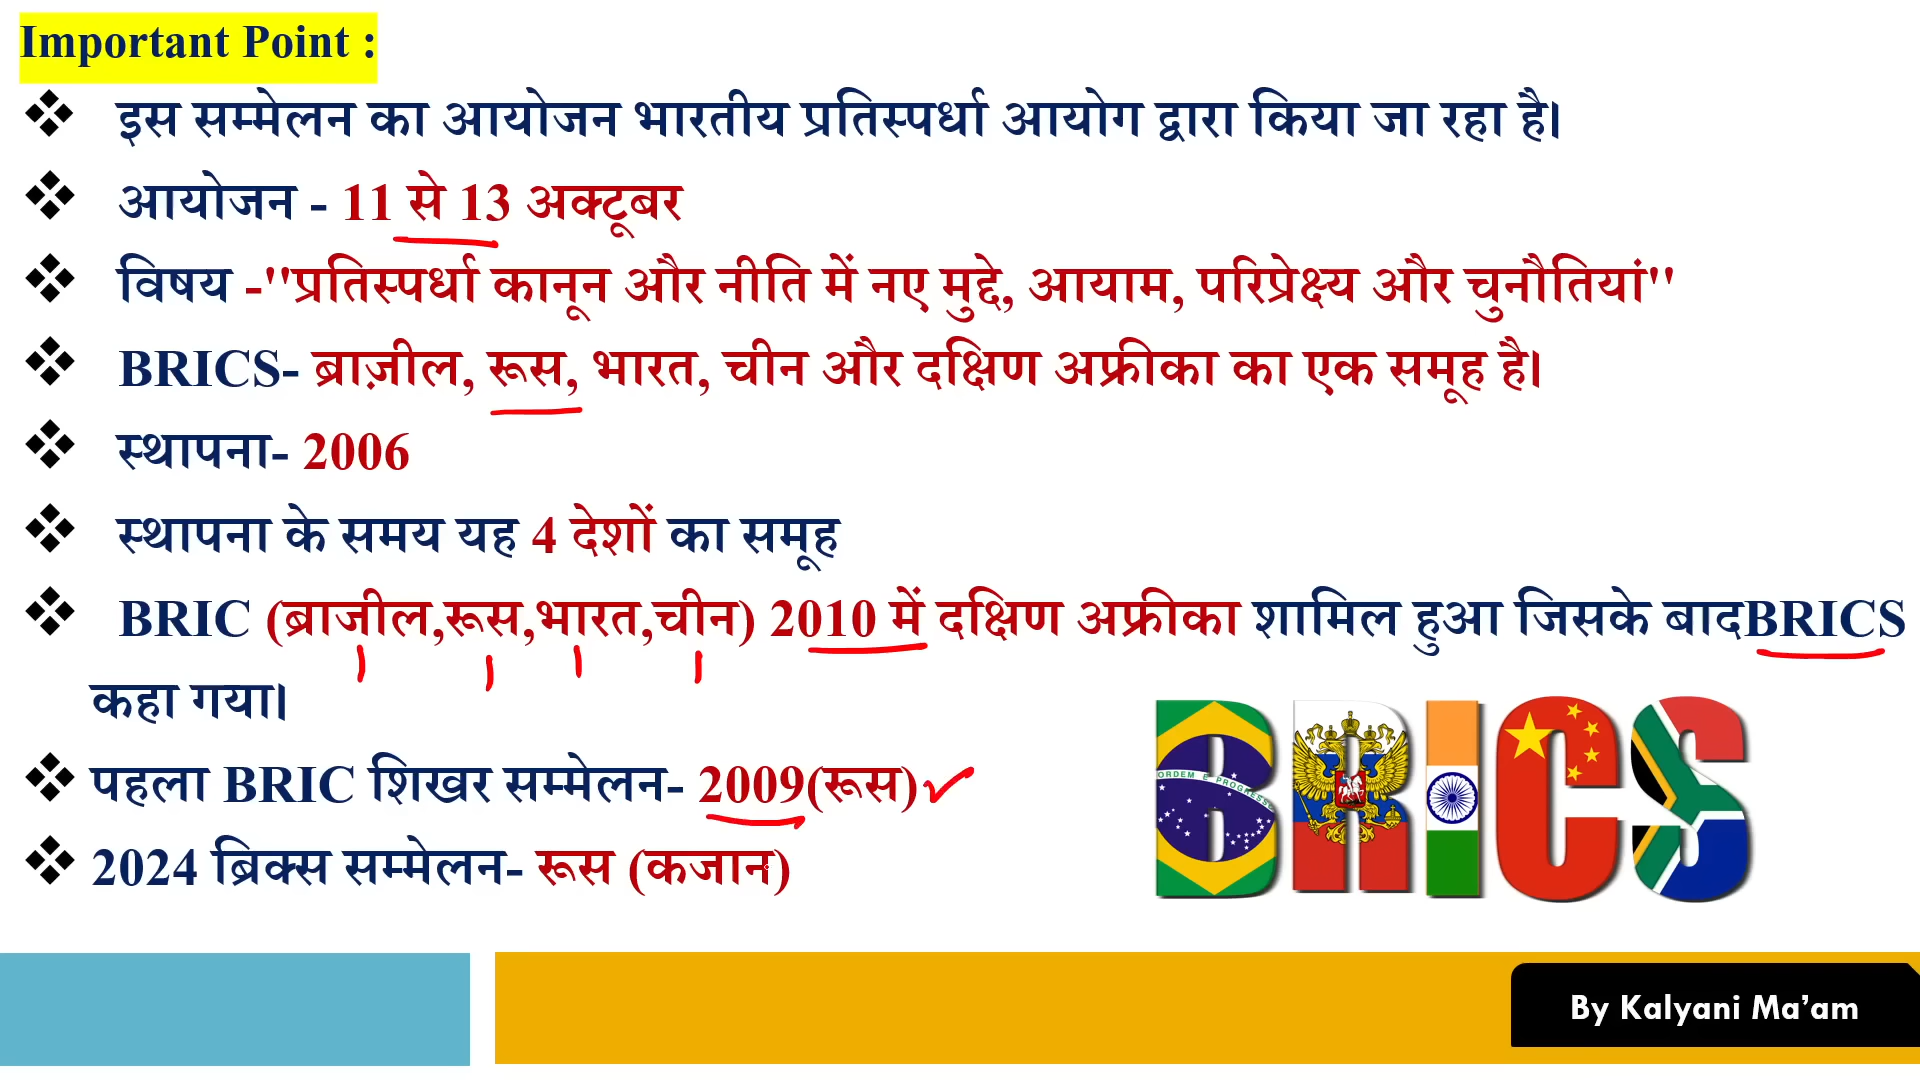 Important Point :
❖ इस सम्मेलन का आयोजन भारतीय प्रतिस्पर्धा आयोग द्वारा किया जा रहा है।
❖ आयोजन - 11 से 13 अक्टूबर
❖ विषय -"प्रतिस्पर्धा कानून और नीति में नए मुद्दे, आयाम, परिप्रेक्ष्य और चुनौतियां"
❖ BRICS- ब्राज़ील, रूस, भारत, चीन और दक्षिण अफ्रीका का एक समूह है।
❖ स्थापना- 2006
❖ स्थापना के समय यह 4 देशों का समूह
❖ BRIC (ब्राजील,रूस,भारत,चीन) 2010 में दक्षिण अफ्रीका शामिल हुआ जिसके बादBRICS
कहा गया।
❖ पहला BRIC शिखर सम्मेलन- 2009(रूस)
❖ 2024 ब्रिक्स सम्मेलन- रूस (कजान)
BRICS
ORDEM E PROGRESSO
By Kalyani Ma'am